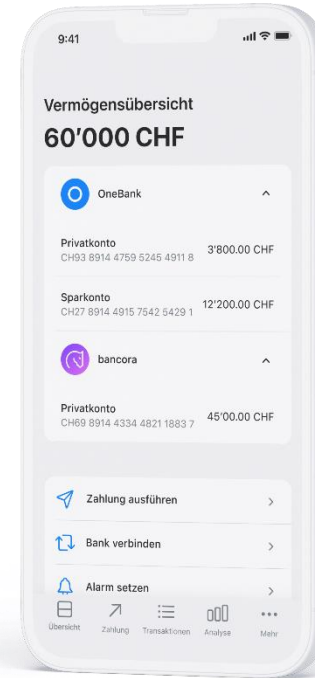 9:41
Vermögensübersicht
60’000 CHF
OneBank
Privatkonto
CH93 8914 4759 5245 4911 8
3’800.00 CHF
Sparkonto
CH27 8914 4915 7542 5429 1
12’200.00 CHF
bancora
Privatkonto
CH69 8914 4334 4821 1883 7
45’00.00 CHF
Zahlung ausführen
Bank verbinden
Alarm setzen
Übersicht
Zahlung
Transaktionen
Analyse
Mehr